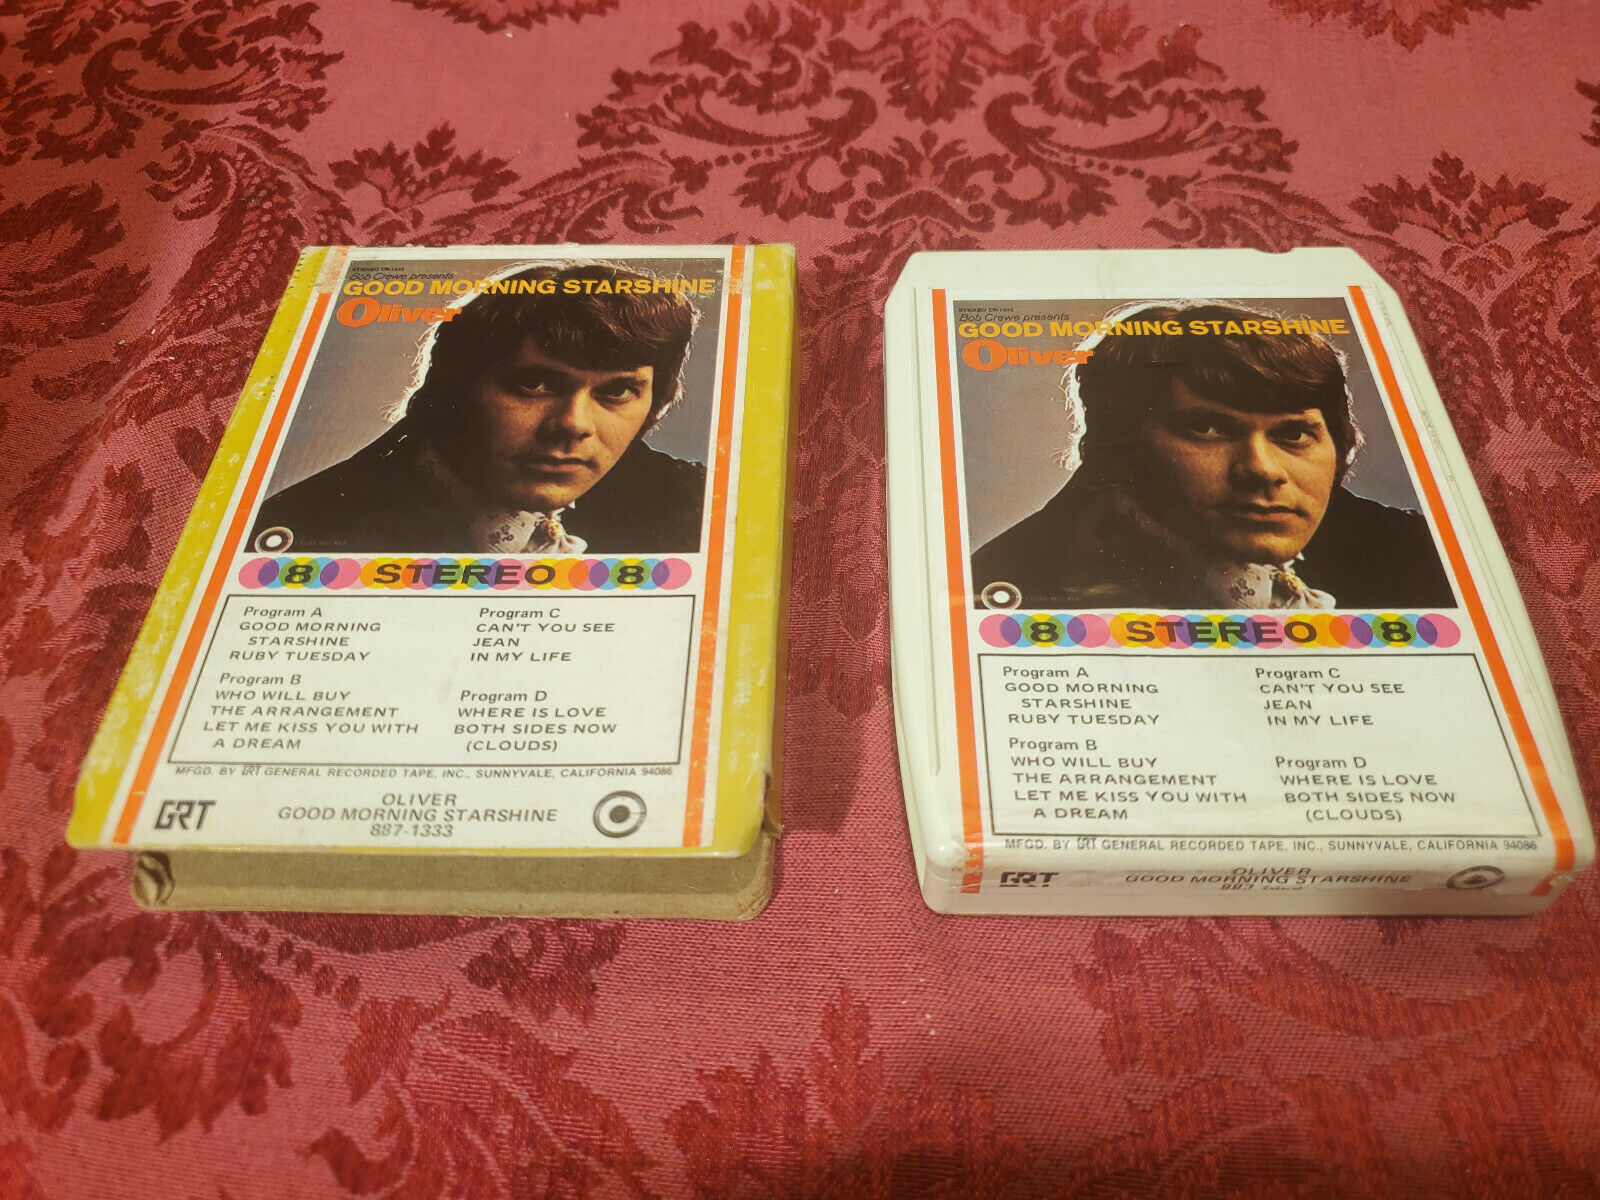 STEREO CR-1333
Bob Crewe presents
GOOD MORNING STARSHINE
Oliver
8 STEREO 8
Program A
GOOD MORNING
STARSHINE
RUBY TUESDAY
Program B
WHO WILL BUY
THE ARRANGEMENT
LET ME KISS YOU WITH
A DREAM
Program C
CAN'T YOU SEE
JEAN
IN MY LIFE
Program D
WHERE IS LOVE
BOTH SIDES NOW
(CLOUDS)
MFGD. BY GRT GENERAL RECORDED TAPE, INC., SUNNYVALE, CALIFORNIA 94086
GRT
OLIVER
GOOD MORNING STARSHINE
887-1333
STEREO CR-1333
Bob Crewe presents
GOOD MORNING STARSHINE
Oliver
8 STEREO 8
Program A
GOOD MORNING
STARSHINE
RUBY TUESDAY
Program B
WHO WILL BUY
THE ARRANGEMENT
LET ME KISS YOU WITH
A DREAM
Program C
CAN'T YOU SEE
JEAN
IN MY LIFE
Program D
WHERE IS LOVE
BOTH SIDES NOW
(CLOUDS)
MFGD. BY GRT GENERAL RECORDED TAPE, INC., SUNNYVALE, CALIFORNIA 94086
GRT
OLIVER
GOOD MORNING STARSHINE